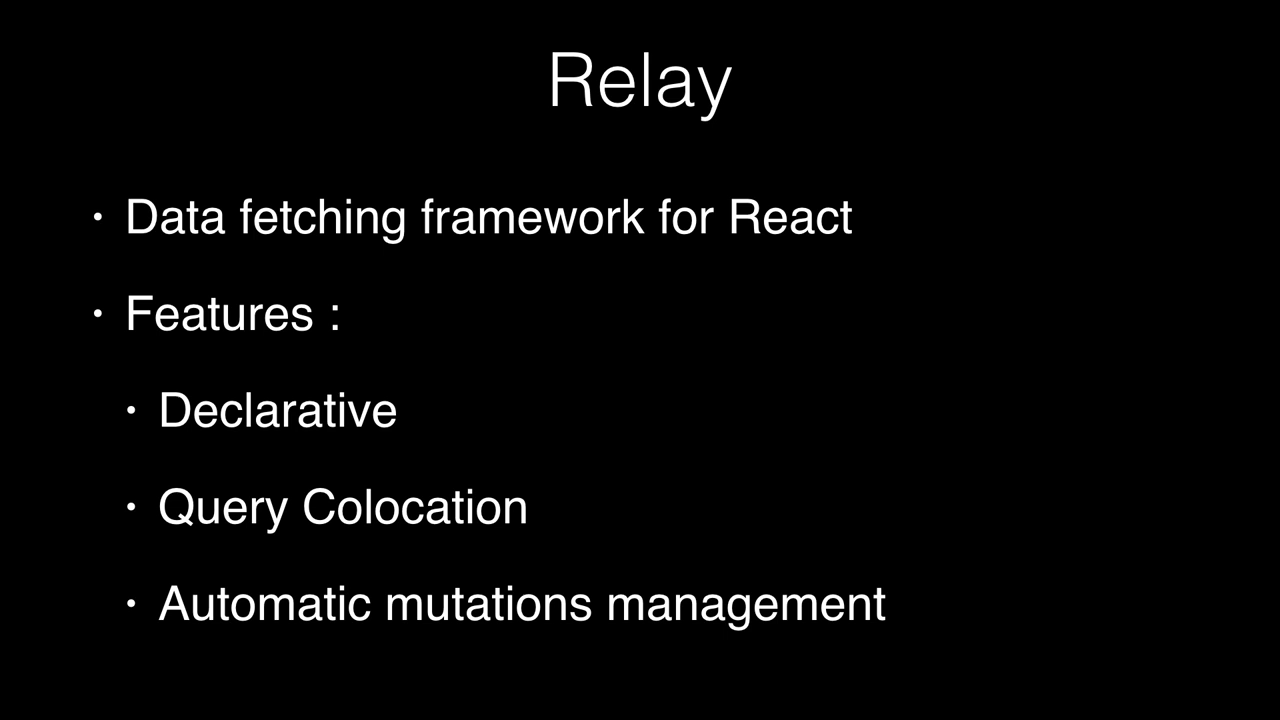 Relay
• Data fetching framework for React
• Features :
• Declarative
• Query Colocation
• Automatic mutations management